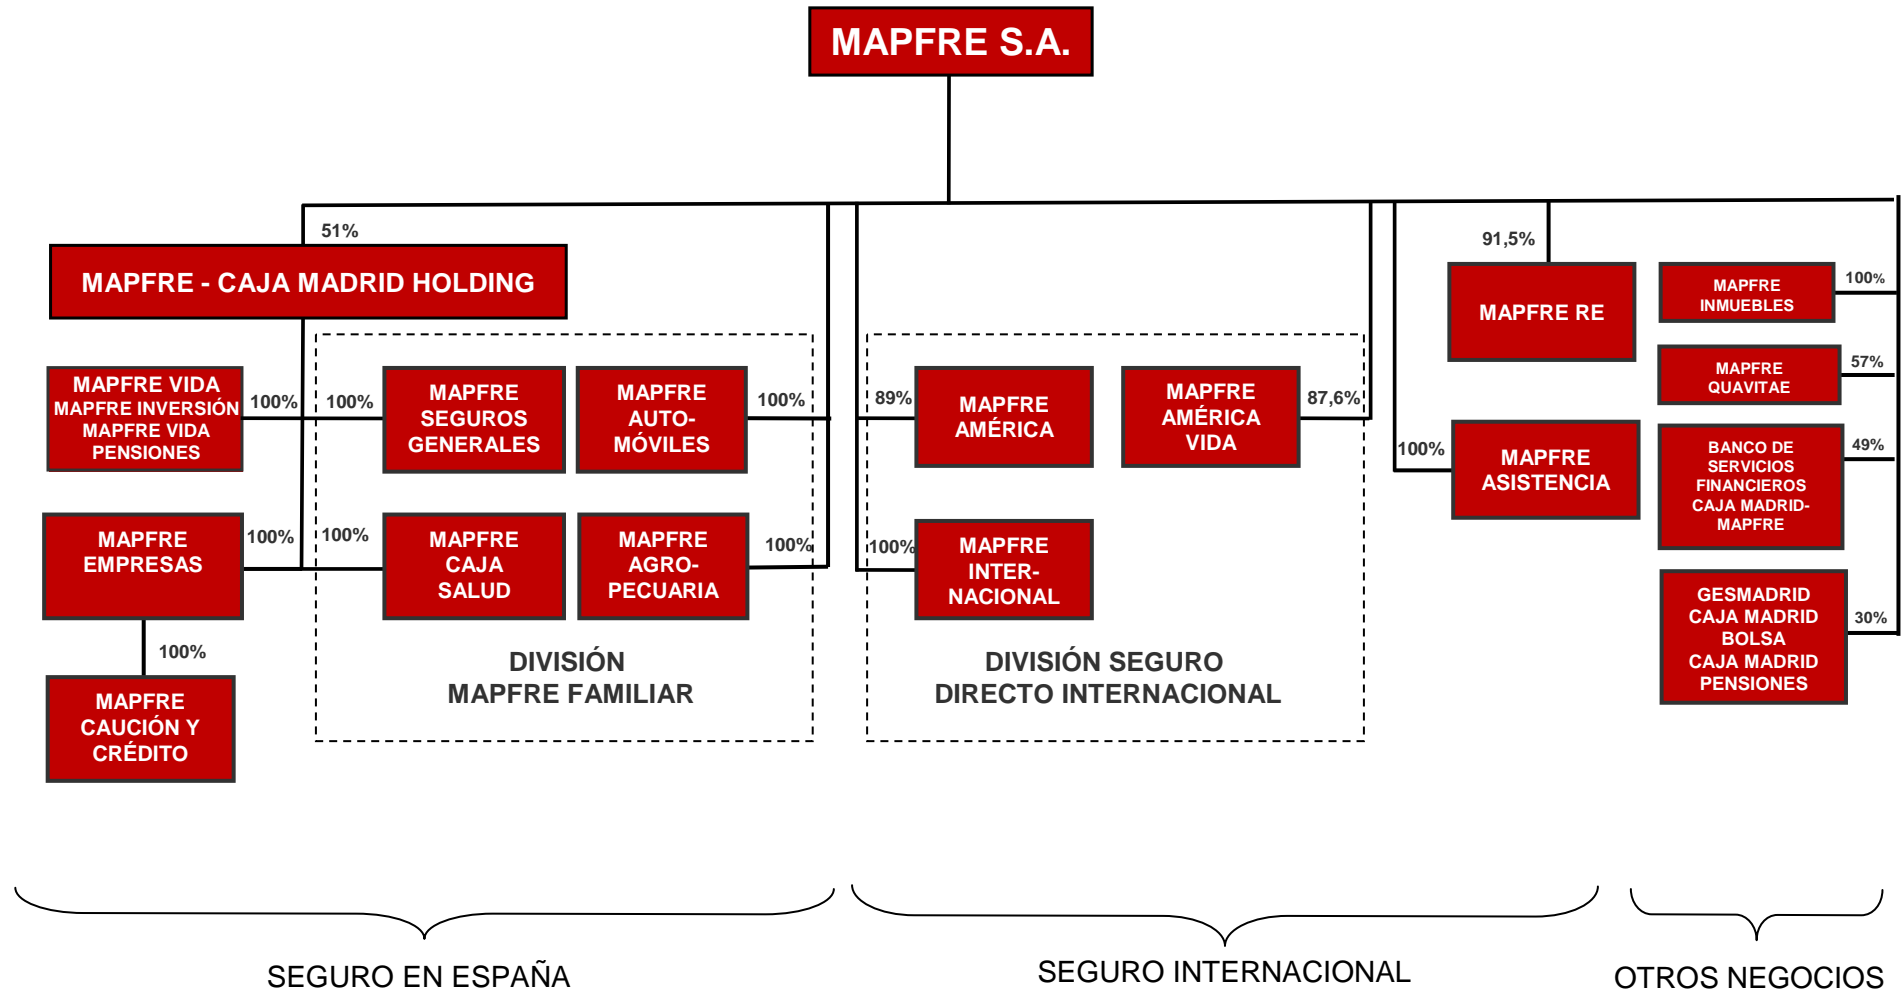 MAPFRE S.A.
51%
MAPFRE - CAJA MADRID HOLDING
MAPFRE VIDA
MAPFRE INVERSIÓN
MAPFRE VIDA
PENSIONES
100%
100%
MAPFRE
SEGUROS
GENERALES
MAPFRE
AUTO-
MÓVILES
100%
MAPFRE
EMPRESAS
100%
100%
MAPFRE
CAJA
SALUD
MAPFRE
AGRO-
PECUARIA
100%
100%
MAPFRE
CAUCIÓN Y
CRÉDITO
DIVISIÓN
MAPFRE FAMILIAR
89%
MAPFRE
AMÉRICA
MAPFRE
AMÉRICA
VIDA
87,6%
100%
MAPFRE
INTER-
NACIONAL
DIVISIÓN SEGURO
DIRECTO INTERNACIONAL
91,5%
MAPFRE RE
100%
MAPFRE
ASISTENCIA
MAPFRE
INMUEBLES
100%
MAPFRE
QUAVITAE
57%
BANCO DE
SERVICIOS
FINANCIEROS
CAJA MADRID-
MAPFRE
49%
GESMADRID
CAJA MADRID
BOLSA
CAJA MADRID
PENSIONES
30%
SEGURO EN ESPAÑA
SEGURO INTERNACIONAL
OTROS NEGOCIOS